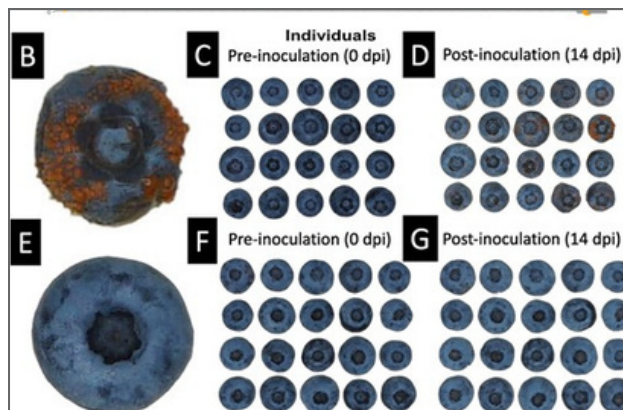 Individuals
B
C
Pre-inoculation (0 dpi)
D
Post-inoculation (14 dpi)
E
F
Pre-inoculation (0 dpi)
G
Post-inoculation (14 dpi)